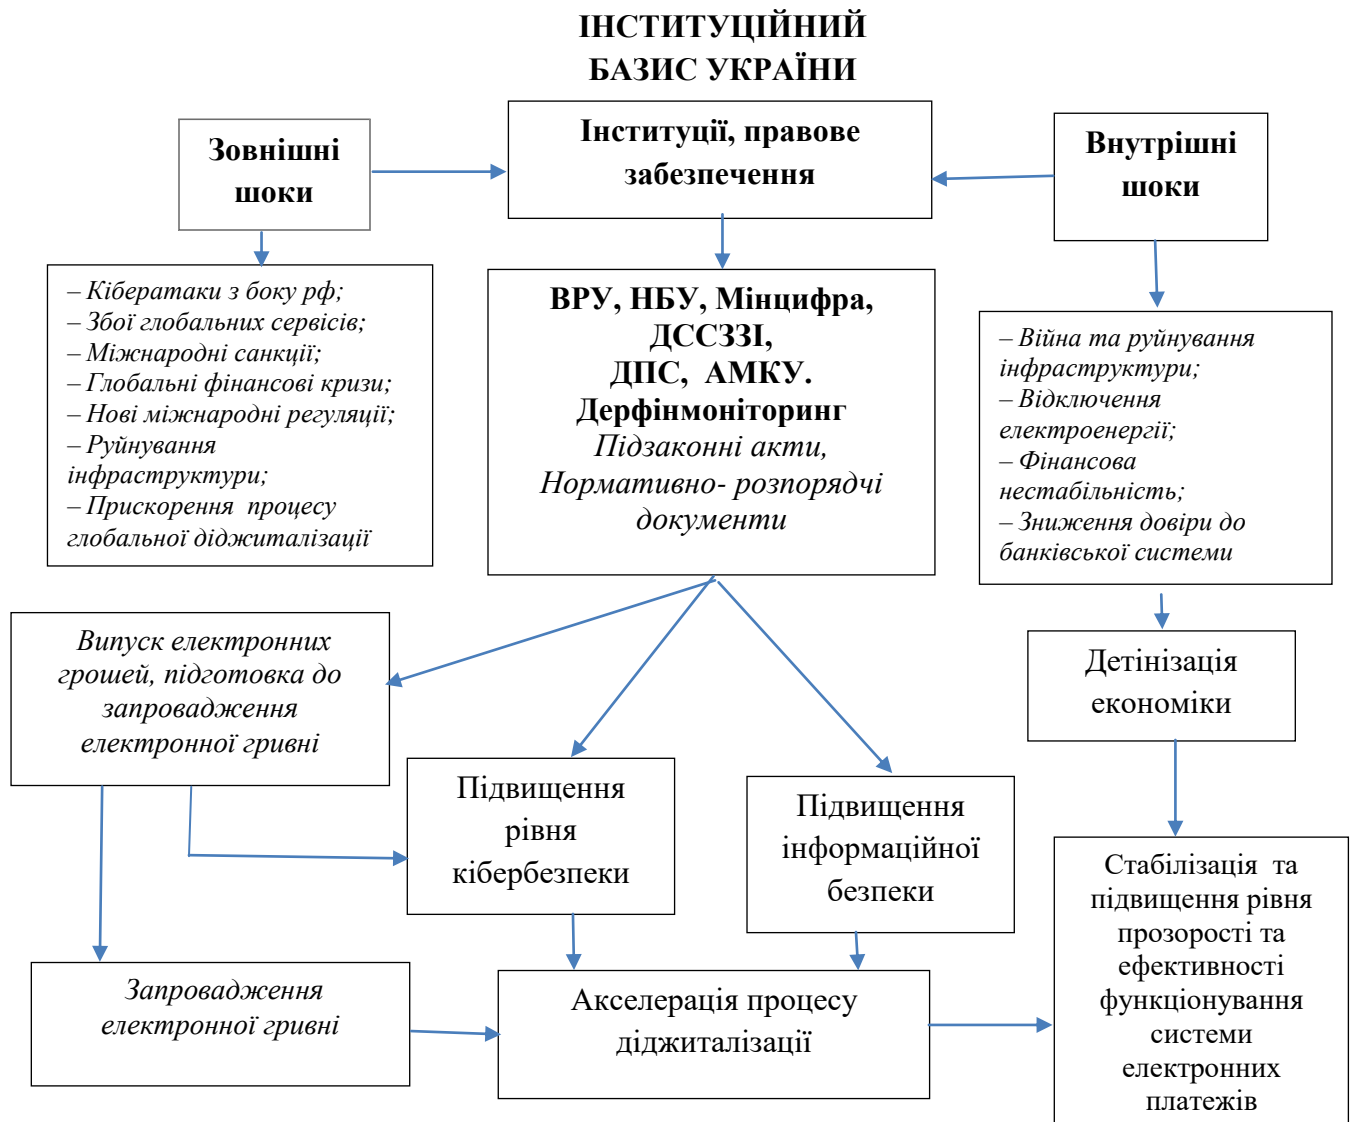 ІНСТИТУЦІЙНИЙ
БАЗИС УКРАЇНИ
Зовнішні
шоки
Інституції, правове
забезпечення
Внутрішні
шоки
– Кібератаки з боку рф;
– Збої глобальних сервісів;
– Міжнародні санкції;
– Глобальні фінансові кризи;
– Нові міжнародні регуляції;
– Руйнування
інфраструктури;
– Прискорення процесу
глобальної діджиталізації
ВРУ, НБУ, Мінцифра,
ДССЗЗІ,
ДПС, АМКУ.
Дерфінмоніторинг
Підзаконні акти,
Нормативно- розпорядчі
документи
– Війна та руйнування
інфраструктури;
– Відключення
електроенергії;
– Фінансова
нестабільність;
– Зниження довіри до
банківської системи
Випуск електронних
грошей, підготовка до
запровадження
електронної гривні
Детінізація
економіки
Підвищення
рівня
кібербезпеки
Підвищення
інформаційної
безпеки
Стабілізація та
підвищення рівня
прозорості та
ефективності
функціонування
системи
електронних
платежів
Запровадження
електронної гривні
Акселерація процесу
діджиталізації